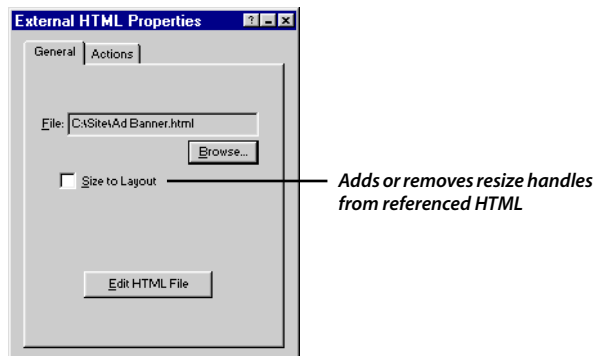 External HTML Properties
General Actions
File: C:\Site\Ad Banner.html
Browse...
Size to Layout
Adds or removes resize handles
from referenced HTML
Edit HTML File